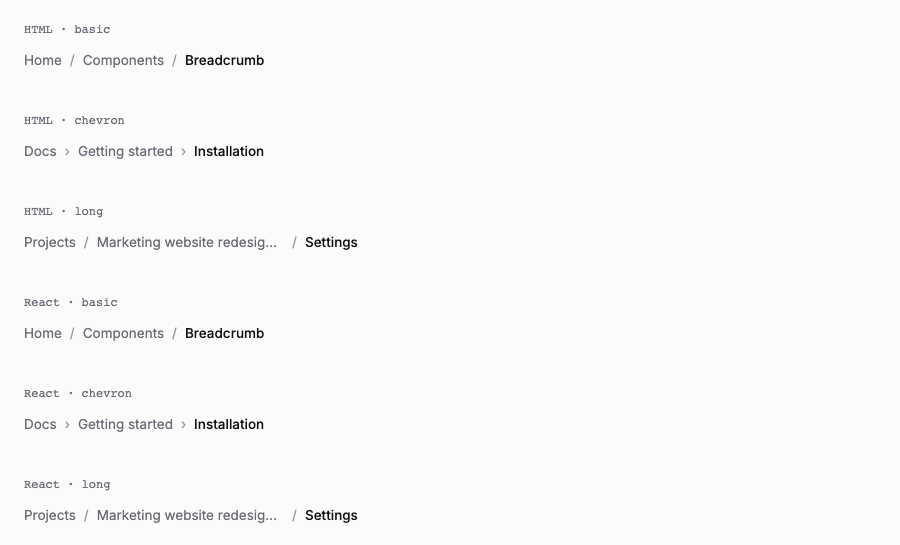 HTML · basic
Home / Components / Breadcrumb
HTML · chevron
Docs › Getting started › Installation
HTML · long
Projects / Marketing website redesig… / Settings
React · basic
Home / Components / Breadcrumb
React · chevron
Docs › Getting started › Installation
React · long
Projects / Marketing website redesig… / Settings